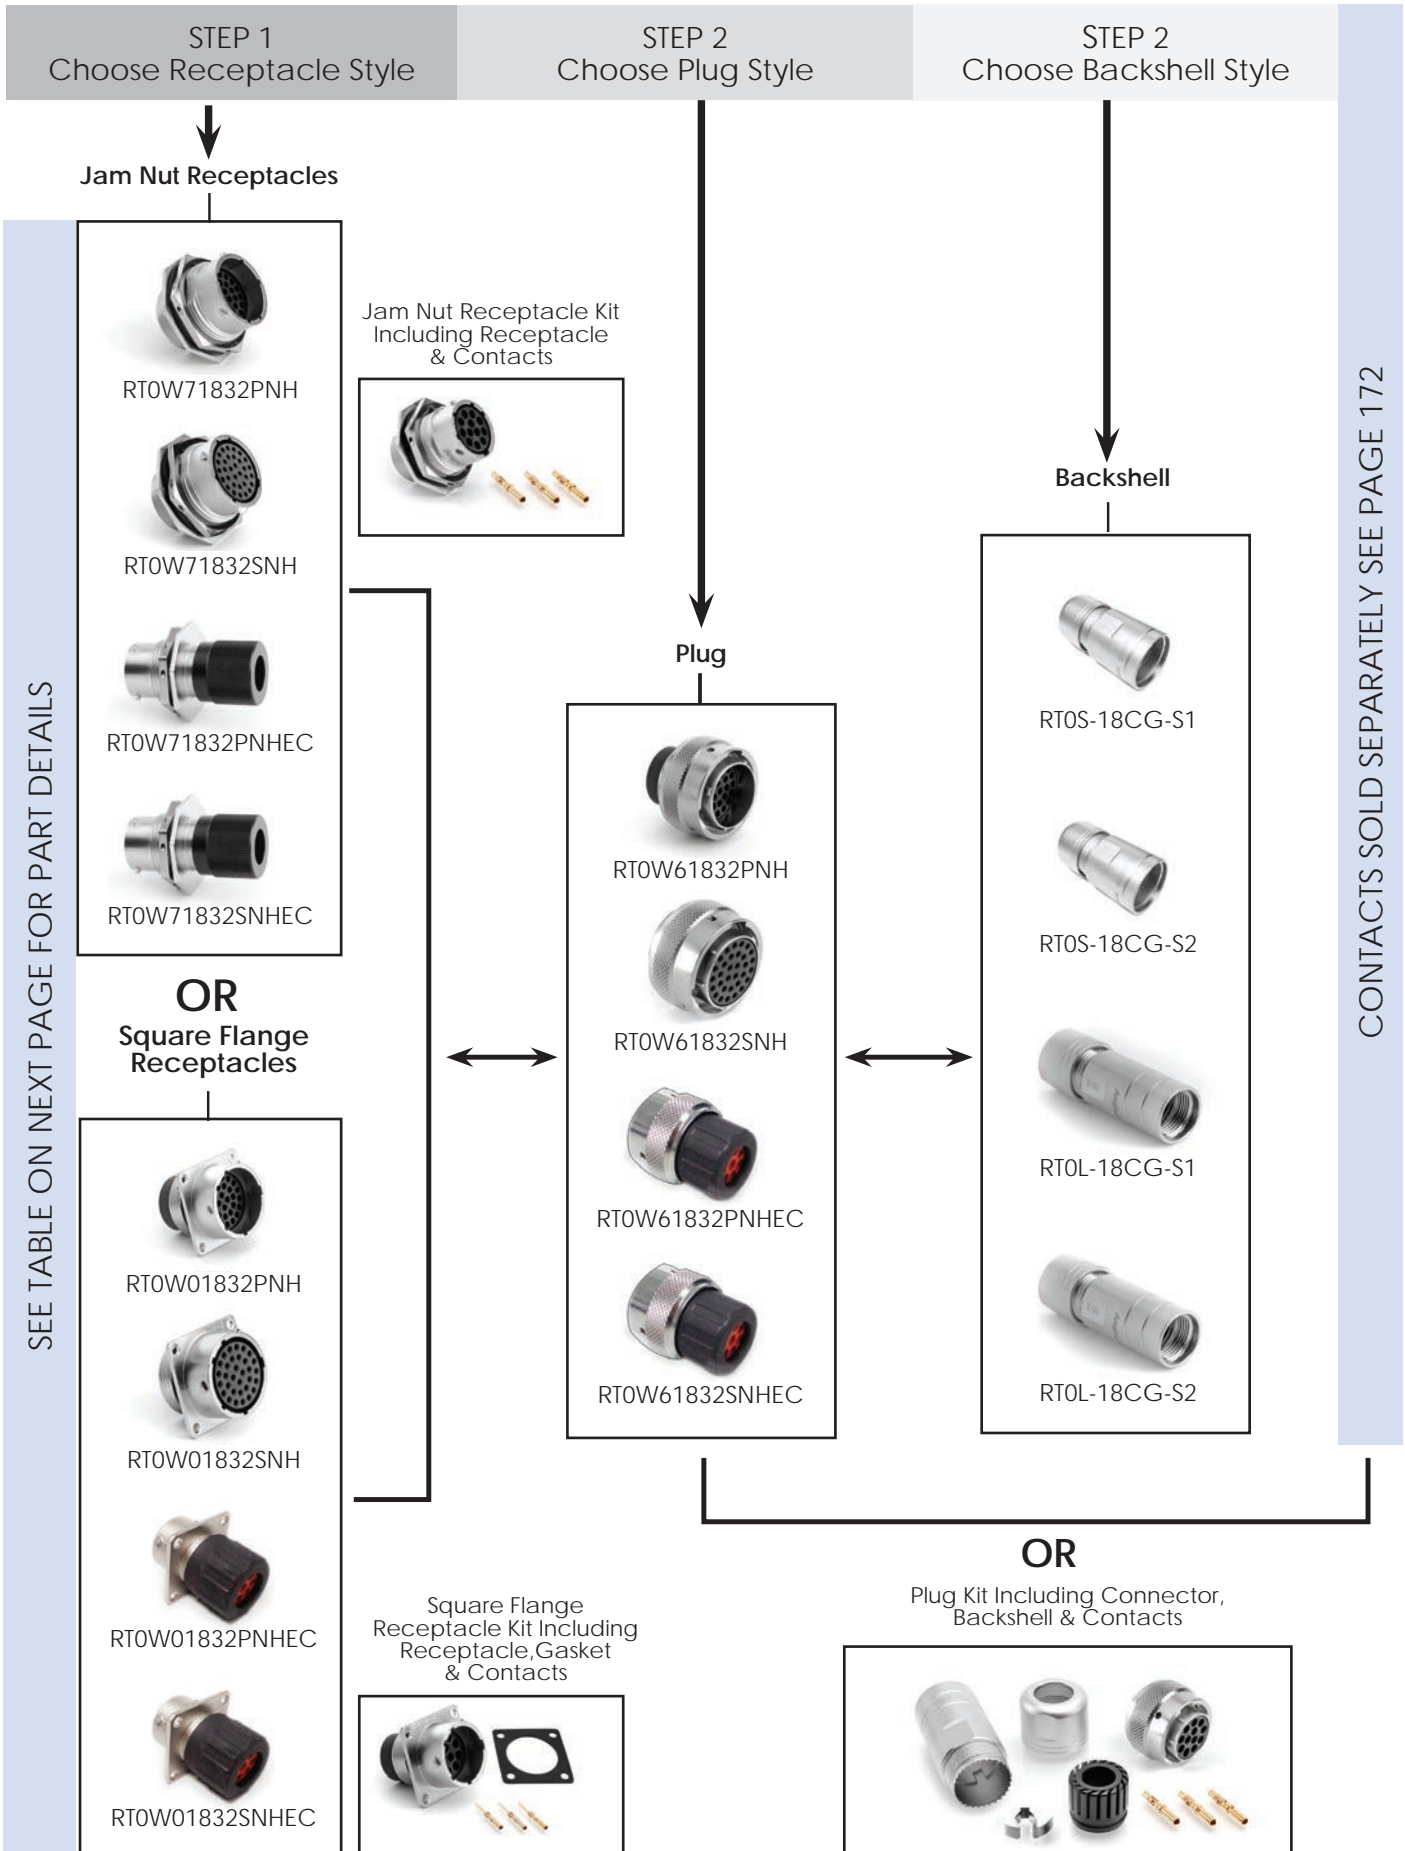 STEP 1
Choose Receptacle Style
STEP 2
Choose Plug Style
STEP 2
Choose Backshell Style
Jam Nut Receptacles
RT0W71832PNH
RT0W71832SNH
RT0W71832PNHEC
RT0W71832SNHEC
Jam Nut Receptacle Kit
Including Receptacle
& Contacts
OR
Square Flange
Receptacles
RT0W01832PNH
RT0W01832SNH
RT0W01832PNHEC
RT0W01832SNHEC
Square Flange
Receptacle Kit Including
Receptacle,Gasket
& Contacts
Plug
RT0W61832PNH
RT0W61832SNH
RT0W61832PNHEC
RT0W61832SNHEC
Backshell
RT0S-18CG-S1
RT0S-18CG-S2
RT0L-18CG-S1
RT0L-18CG-S2
OR
Plug Kit Including Connector,
Backshell & Contacts
SEE TABLE ON NEXT PAGE FOR PART DETAILS
CONTACTS SOLD SEPARATELY SEE PAGE 172